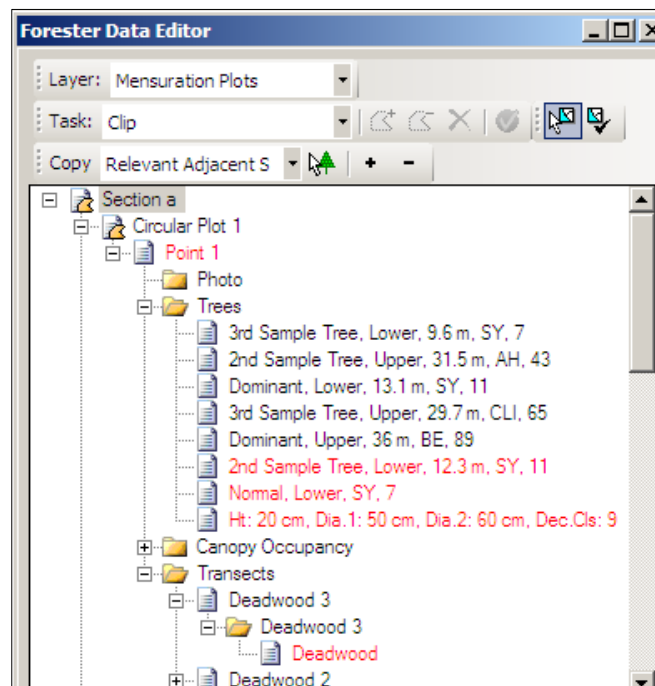 Forester Data Editor
Layer: Mensuration Plots
Task: Clip
Copy Relevant Adjacent S
Section a
Circular Plot 1
Point 1
Photo
Trees
3rd Sample Tree, Lower, 9.6 m, SY, 7
2nd Sample Tree, Upper, 31.5 m, AH, 43
Dominant, Lower, 13.1 m, SY, 11
3rd Sample Tree, Upper, 29.7 m, CLI, 65
Dominant, Upper, 36 m, BE, 89
2nd Sample Tree, Lower, 12.3 m, SY, 11
Normal, Lower, SY, 7
Ht: 20 cm, Dia.1: 50 cm, Dia.2: 60 cm, Dec.Cls: 9
Canopy Occupancy
Transects
Deadwood 3
Deadwood 3
Deadwood
Deadwood 2